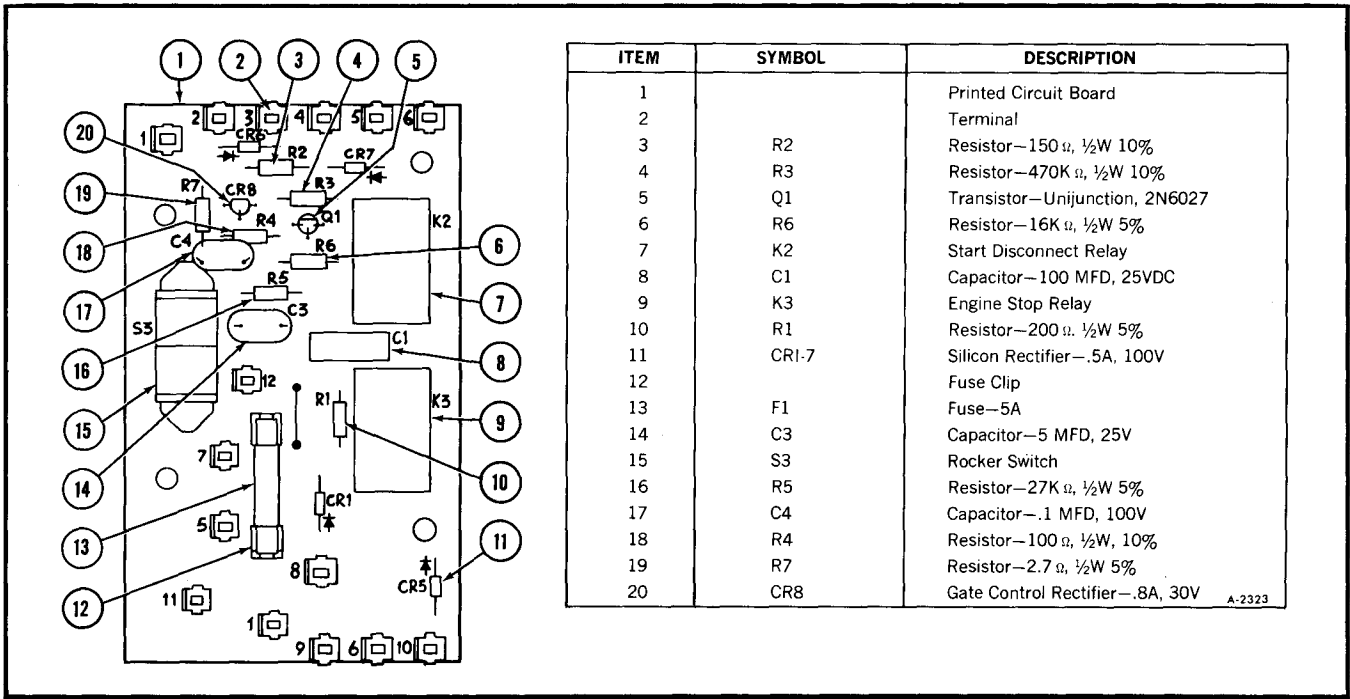 1 2 3 4 5
20
19
18
17
16
15
14
13
12
6
7
8
9
10
11
1 2 3 4 5 6
CR6
R2 CR7
R7 CR8 R3
Q1 K2
R4
C4
R6
R5
C3
S3
C1
12
R1 K3
7
CR1
5
8
CR5
11
1
9 6 10
ITEM SYMBOL DESCRIPTION
1 Printed Circuit Board
2 Terminal
3 R2 Resistor—150 Ω, ½W 10%
4 R3 Resistor—470K Ω, ½W 10%
5 Q1 Transistor—Unijunction, 2N6027
6 R6 Resistor—16K Ω, ½W 5%
7 K2 Start Disconnect Relay
8 C1 Capacitor—100 MFD, 25VDC
9 K3 Engine Stop Relay
10 R1 Resistor—200 Ω. ½W 5%
11 CRI-7 Silicon Rectifier—.5A, 100V
12 Fuse Clip
13 F1 Fuse—5A
14 C3 Capacitor—5 MFD, 25V
15 S3 Rocker Switch
16 R5 Resistor—27K Ω, ½W 5%
17 C4 Capacitor—.1 MFD, 100V
18 R4 Resistor—100 Ω, ½W, 10%
19 R7 Resistor—2.7 Ω, ½W 5%
20 CR8 Gate Control Rectifier—.8A, 30V
A-2323